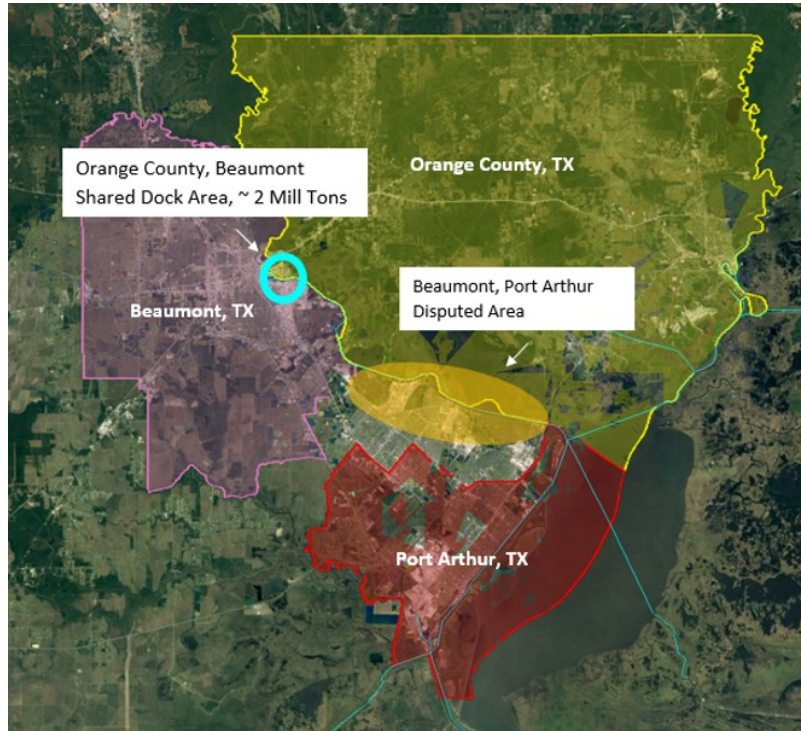 Orange County, Beaumont
Shared Dock Area, ~ 2 Mill Tons
Orange County, TX
Beaumont, Port Arthur
Disputed Area
Beaumont, TX
Port Arthur, TX